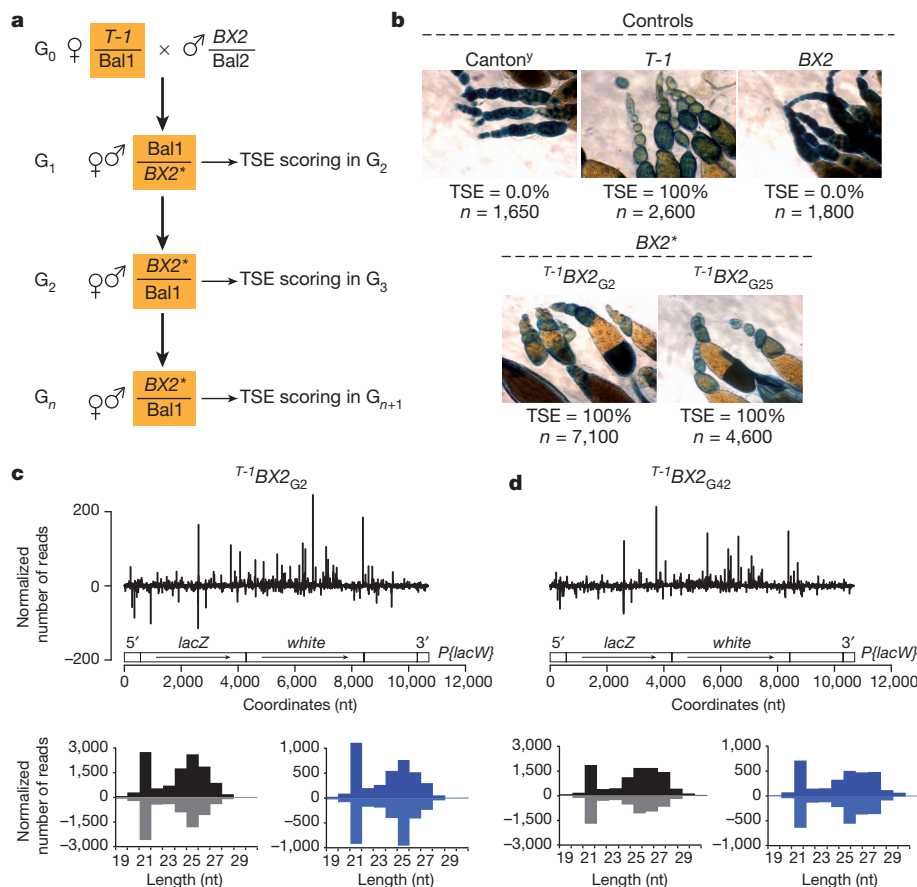 a
G0 ♀ T-1 / Bal1 × ♂ BX2 / Bal2
G1 ♀♂ Bal1 / BX2* TSE scoring in G2
G2 ♀♂ BX2* / Bal1 TSE scoring in G3
Gn ♀♂ BX2* / Bal1 TSE scoring in Gn+1
b
Controls
Cantonʸ T-1 BX2
TSE = 0.0% TSE = 100% TSE = 0.0%
n = 1,650 n = 2,600 n = 1,800
BX2*
T-1BX2G2 T-1BX2G25
TSE = 100% TSE = 100%
n = 7,100 n = 4,600
c
T-1BX2G2
Normalized
number of reads
200
0
−200
5′ lacZ white 3′ P{lacW}
0 2,000 4,000 6,000 8,000 10,000 12,000
Coordinates (nt)
Normalized
number of reads
3,000
1,500
0
−1,500
−3,000
19 21 23 25 27 29
Length (nt)
1,000
500
0
−500
−1,000
19 21 23 25 27 29
Length (nt)
d
T-1BX2G42
5′ lacZ white 3′ P{lacW}
0 2,000 4,000 6,000 8,000 10,000 12,000
Coordinates (nt)
3,000
1,500
0
−1,500
−3,000
19 21 23 25 27 29
Length (nt)
1,000
500
0
−500
−1,000
19 21 23 25 27 29
Length (nt)